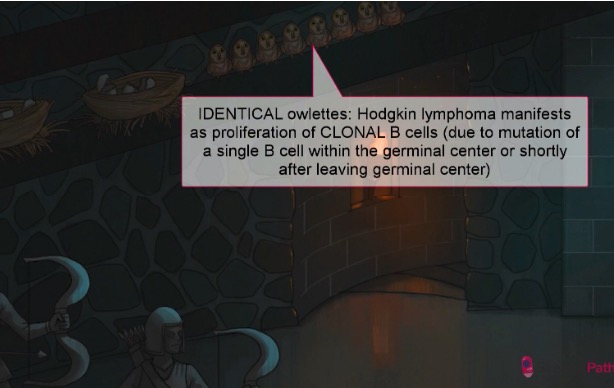 IDENTICAL owlettes: Hodgkin lymphoma manifests
as proliferation of CLONAL B cells (due to mutation of
a single B cell within the germinal center or shortly
after leaving germinal center)
Path